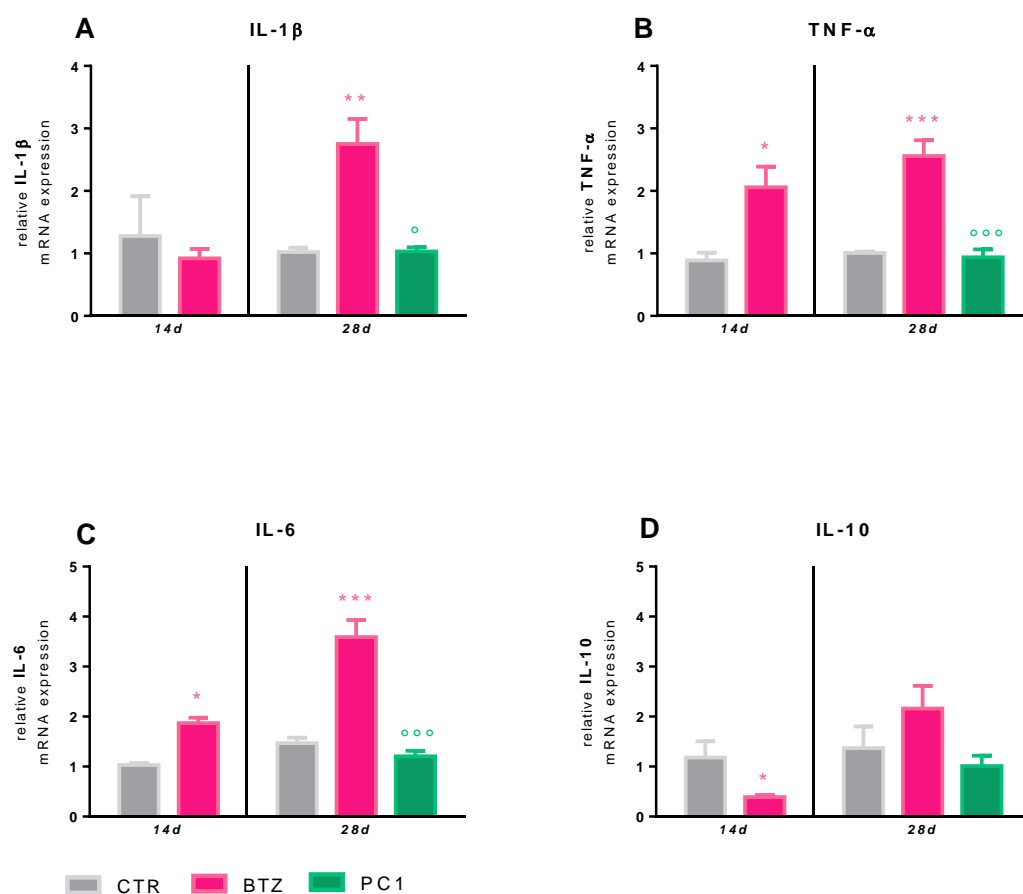 A
IL-1β
4
3
2
1
0
relative IL-1β
mRNA expression
**
°
14d
28d
B
TNF-α
4
3
2
1
0
relative TNF-α
mRNA expression
*
***
°°°
14d
28d
C
IL-6
5
4
3
2
1
0
relative IL-6
mRNA expression
*
***
°°°
14d
28d
D
IL-10
5
4
3
2
1
0
relative IL-10
mRNA expression
*
14d
28d
CTR BTZ PC1